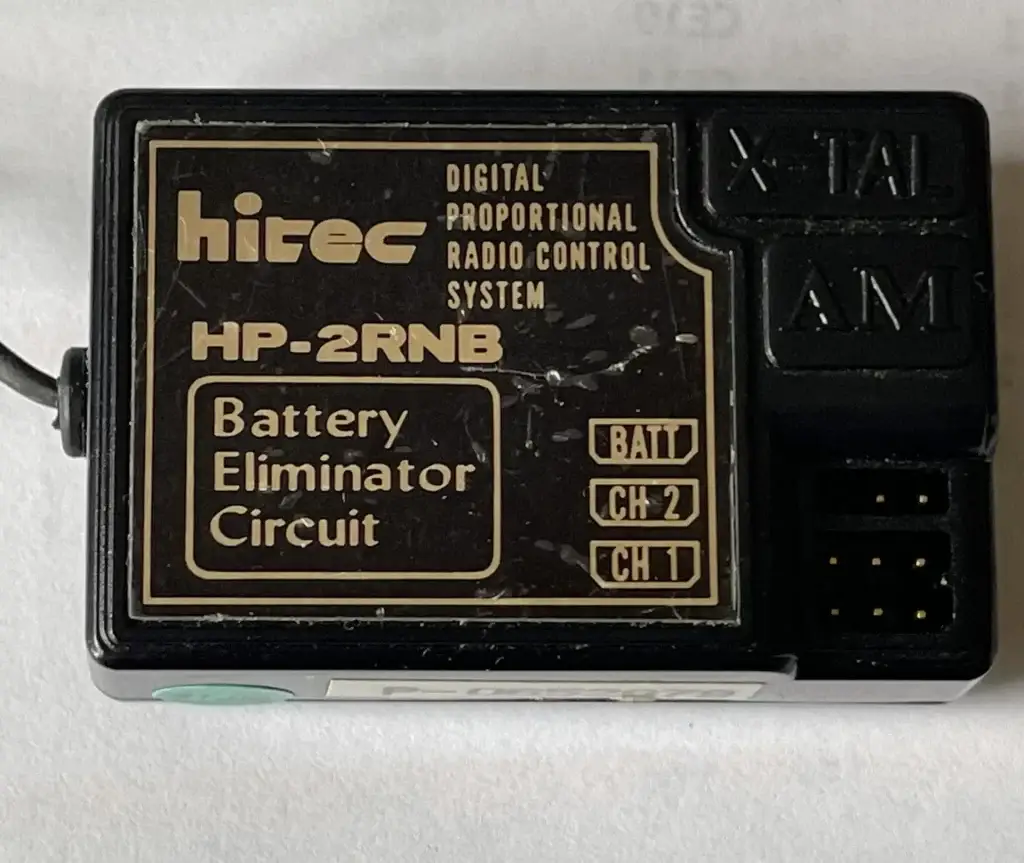 hitec
DIGITAL
PROPORTIONAL
RADIO CONTROL
SYSTEM
HP-2RNB
Battery
Eliminator
Circuit
BATT
CH 2
CH 1
X-TAL
AM